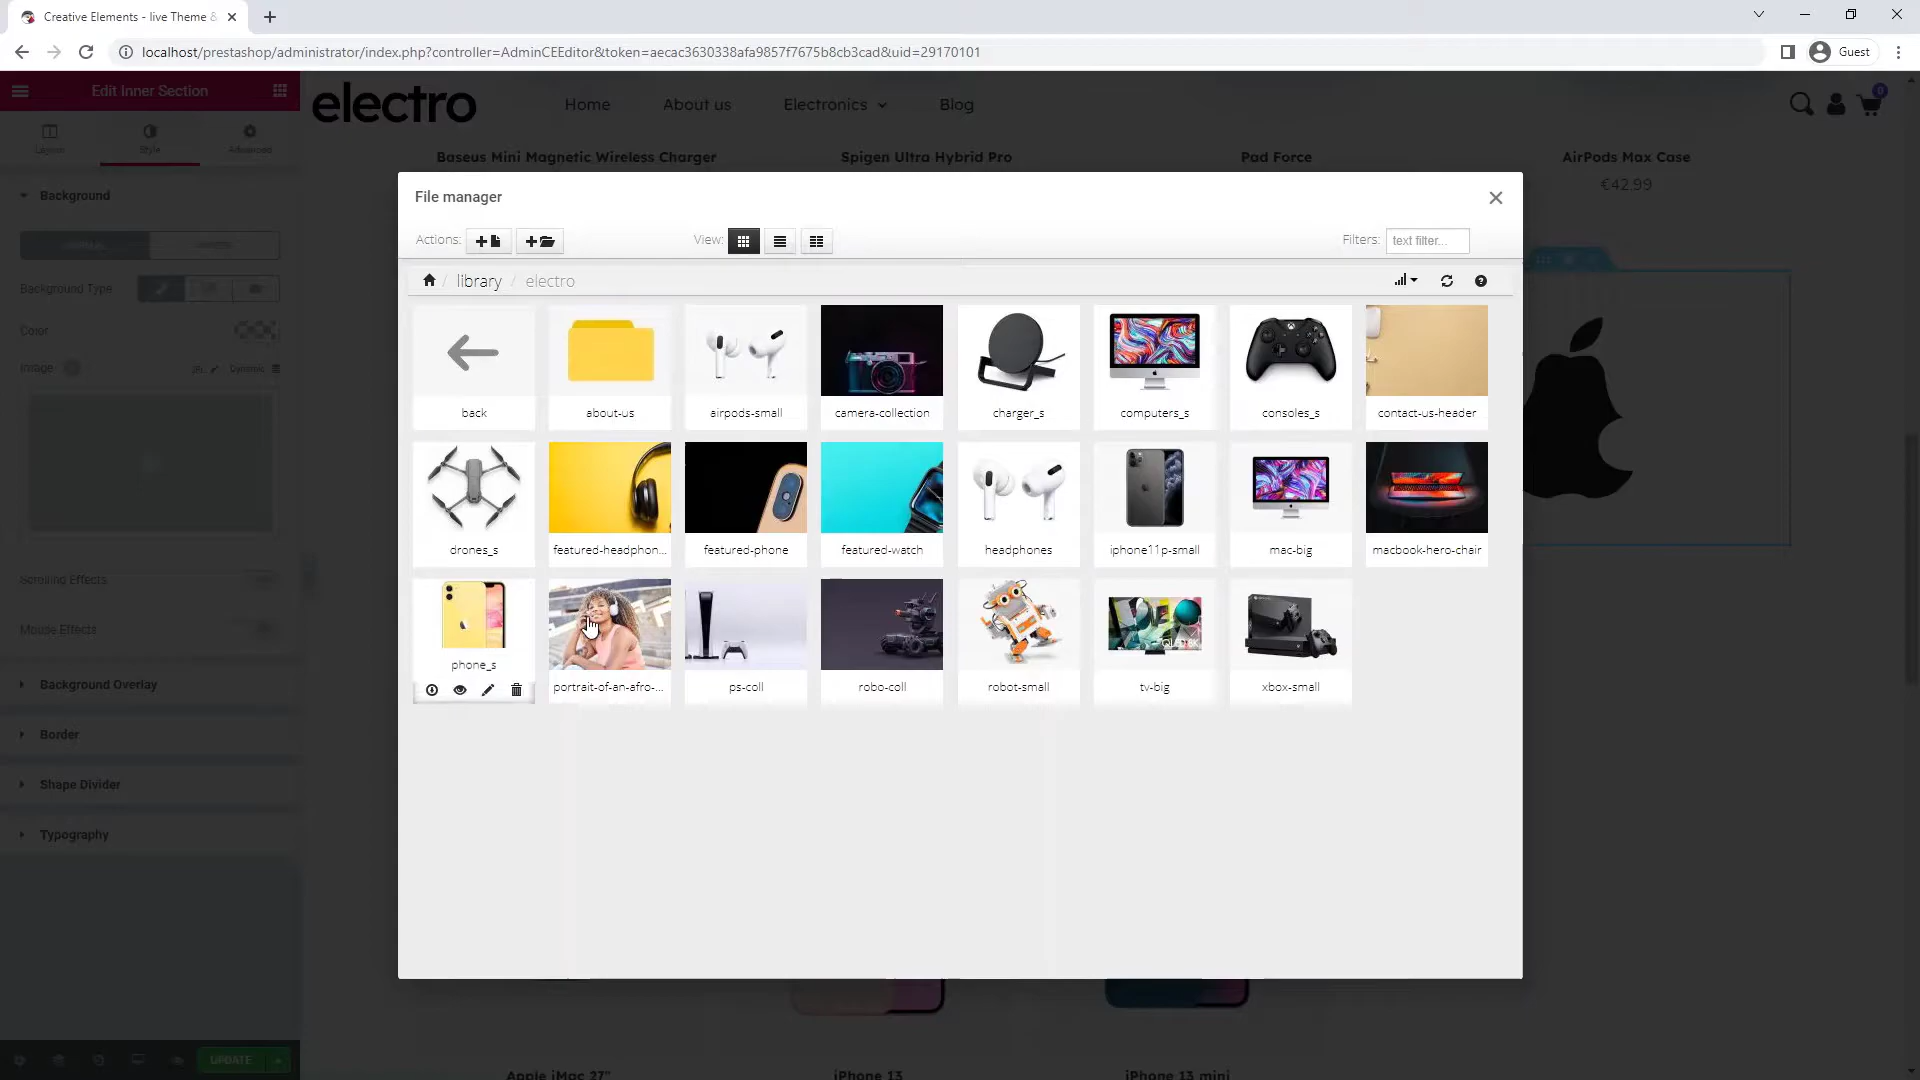 Creative Elements - live Theme &
localhost/prestashop/administrator/index.php?controller=AdminCEEditor&token=aecac3630338afa9857f7675b8cb3cad&uid=29170101
Guest
Edit Inner Section
electro
Home
About us
Electronics
Blog
0
Layout
Style
Advanced
Baseus Mini Magnetic Wireless Charger
Spigen Ultra Hybrid Pro
Pad Force
AirPods Max Case
€42.99
Background
Background Type
Color
Image
Dynamic
Scrolling Effects
Mouse Effects
Background Overlay
Border
Shape Divider
Typography
UPDATE
File manager
Actions:
View:
Filters:
text filter...
library / electro
back
about-us
airpods-small
camera-collection
charger_s
computers_s
consoles_s
contact-us-header
drones_s
featured-headphon...
featured-phone
featured-watch
headphones
iphone11p-small
mac-big
macbook-hero-chair
phone_s
portrait-of-an-afro-...
ps-coll
robo-coll
robot-small
tv-big
xbox-small
Apple iMac 27"
iPhone 13
iPhone 13 mini